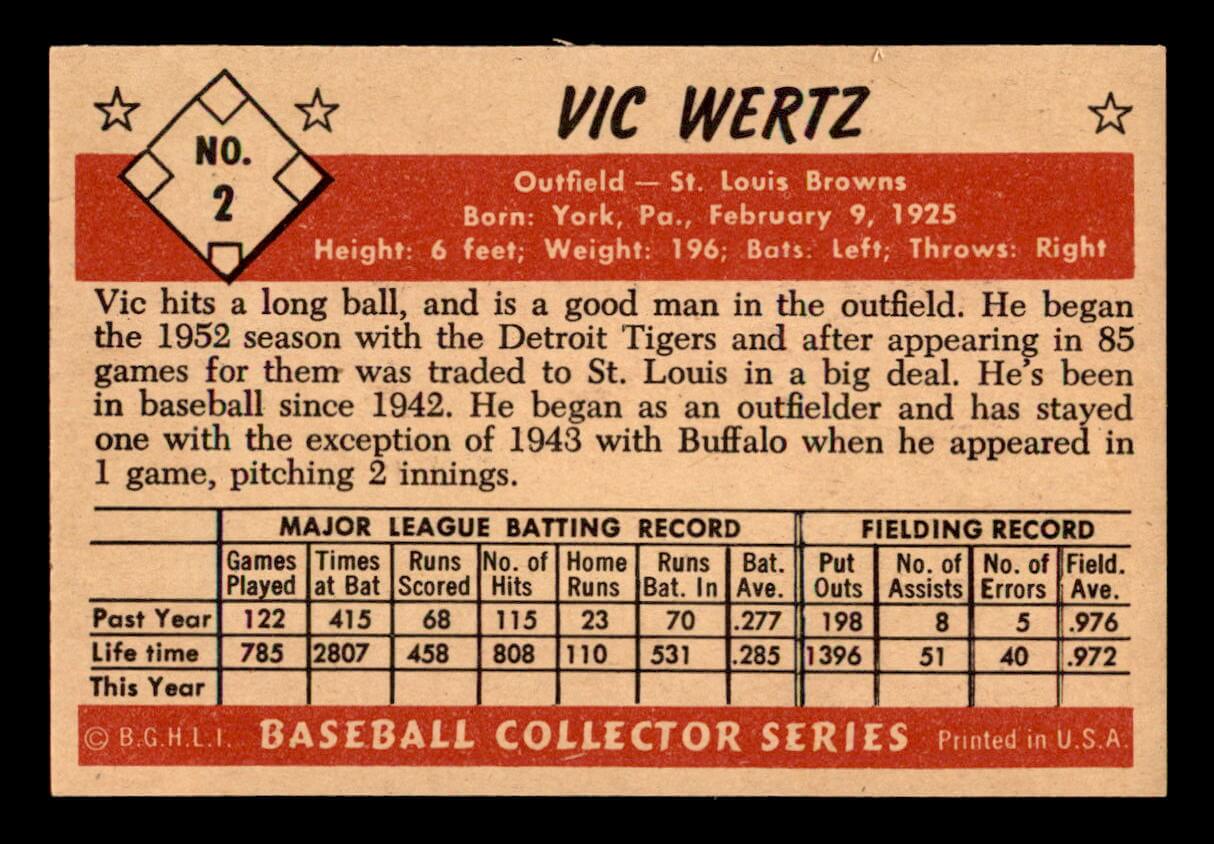 NO.
2
VIC WERTZ
Outfield — St. Louis Browns
Born: York, Pa., February 9, 1925
Height: 6 feet; Weight: 196; Bats: Left; Throws: Right
Vic hits a long ball, and is a good man in the outfield. He began
the 1952 season with the Detroit Tigers and after appearing in 85
games for them was traded to St. Louis in a big deal. He's been
in baseball since 1942. He began as an outfielder and has stayed
one with the exception of 1943 with Buffalo when he appeared in
1 game, pitching 2 innings.
MAJOR LEAGUE BATTING RECORD FIELDING RECORD
Games Times Runs No. of Home Runs Bat. Put No. of No. of Field.
Played at Bat Scored Hits Runs Bat. In Ave. Outs Assists Errors Ave.
Past Year 122 415 68 115 23 70 .277 198 8 5 .976
Life time 785 2807 458 808 110 531 .285 1396 51 40 .972
This Year
© B.G.H.L.I. BASEBALL COLLECTOR SERIES Printed in U.S.A.